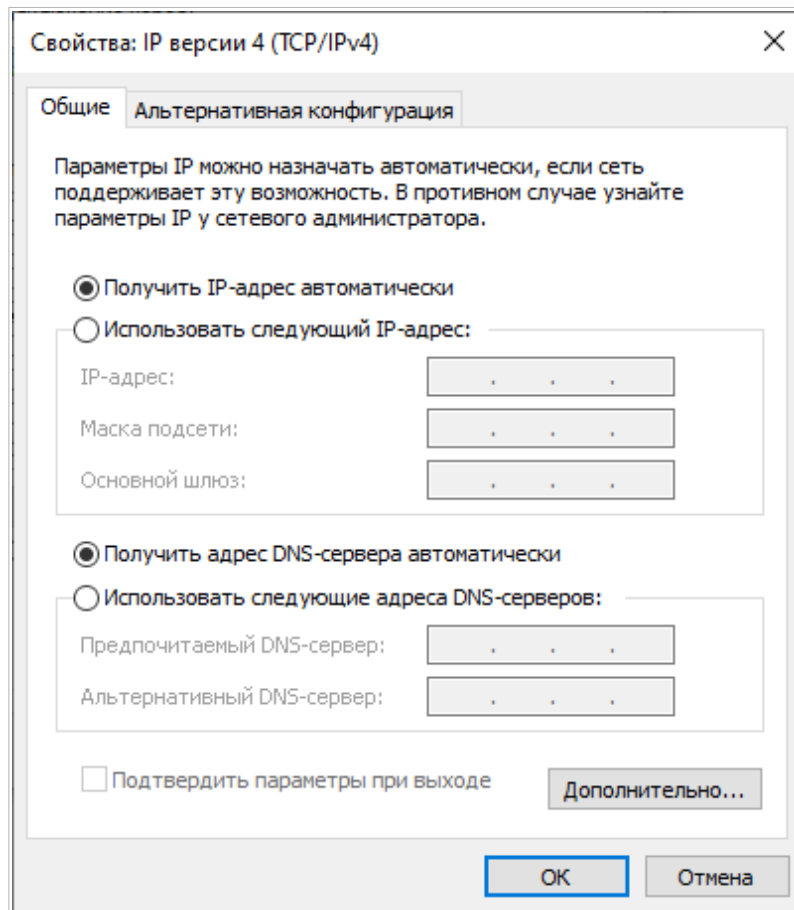 Свойства: IP версии 4 (TCP/IPv4)
Общие
Альтернативная конфигурация
Параметры IP можно назначать автоматически, если сеть
поддерживает эту возможность. В противном случае узнайте
параметры IP у сетевого администратора.
Получить IP-адрес автоматически
Использовать следующий IP-адрес:
IP-адрес:
Маска подсети:
Основной шлюз:
Получить адрес DNS-сервера автоматически
Использовать следующие адреса DNS-серверов:
Предпочитаемый DNS-сервер:
Альтернативный DNS-сервер:
Подтвердить параметры при выходе
Дополнительно...
ОК
Отмена